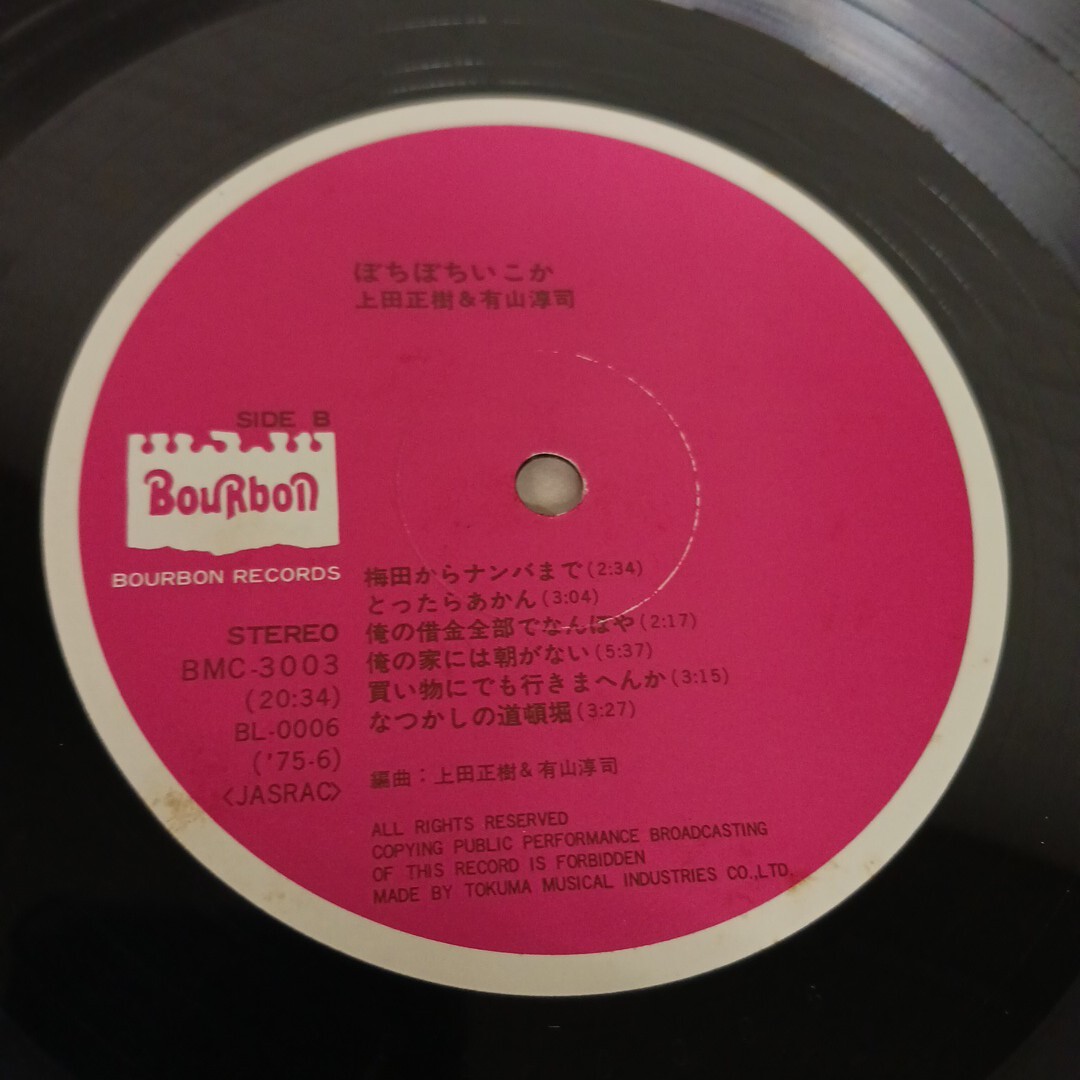 ぼちぼちいこか
上田正樹&有山淳司
SIDE B
BouRbon
BOURBON RECORDS
STEREO
BMC-3003
(20:34)
BL-0006
('75-6)
<JASRAC>
梅田からナンバまで(2:34)
とったらあかん(3:04)
俺の借金全部でなんぼや(2:17)
俺の家には朝がない(5:37)
買い物にでも行きまへんか(3:15)
なつかしの道頓堀(3:27)
編曲:上田正樹&有山淳司
ALL RIGHTS RESERVED
COPYING PUBLIC PERFORMANCE BROADCASTING
OF THIS RECORD IS FORBIDDEN
MADE BY TOKUMA MUSICAL INDUSTRIES CO.,LTD.